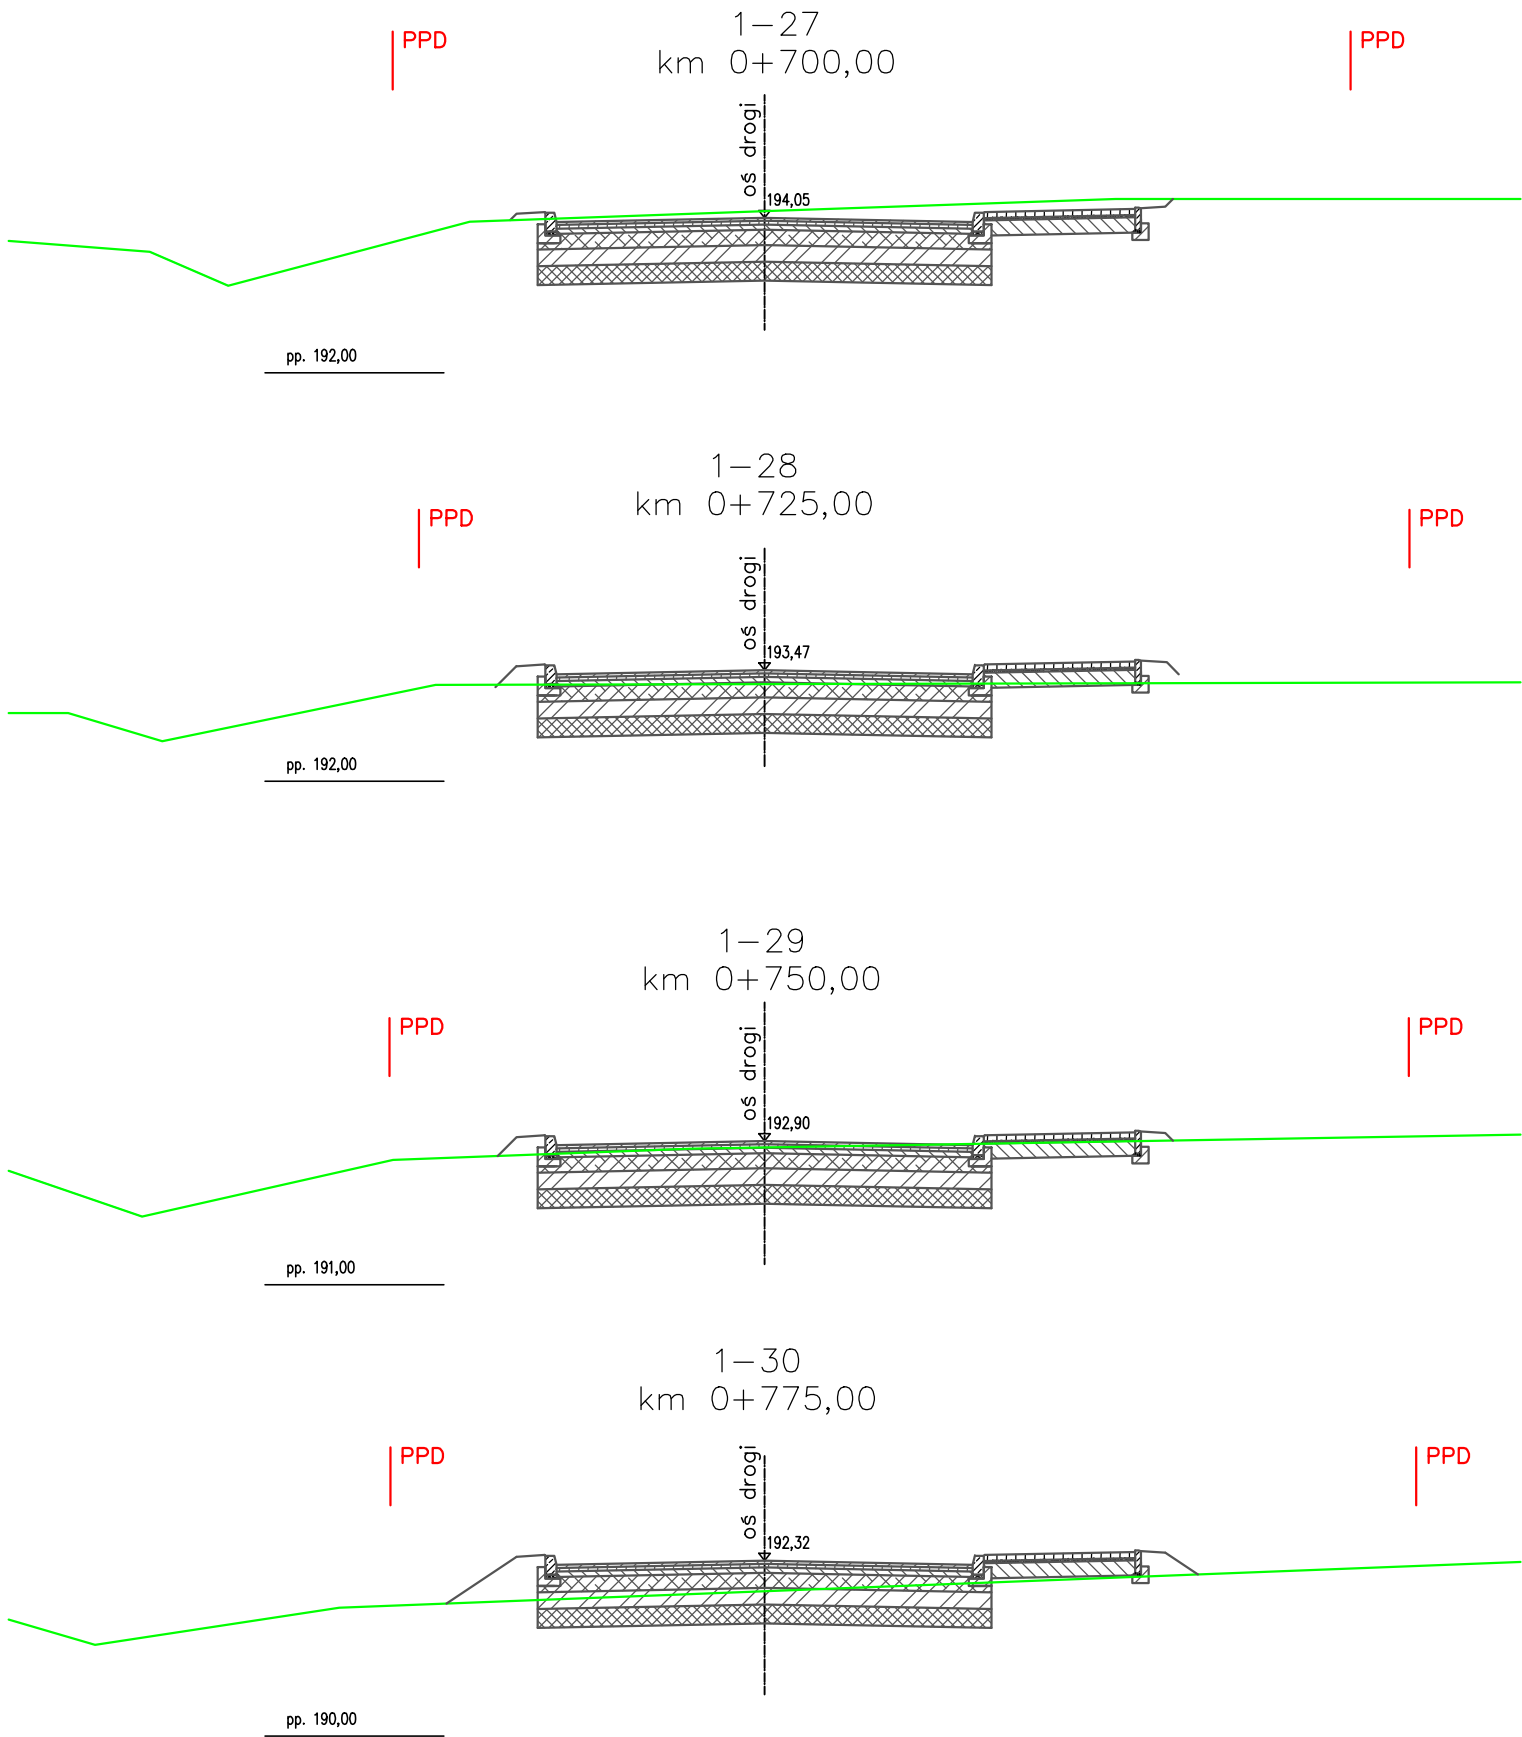 1-27
km 0+700,00
PPD
PPD
oś drogi
194,05
pp. 192,00
1-28
km 0+725,00
PPD
PPD
oś drogi
193,47
pp. 192,00
1-29
km 0+750,00
PPD
PPD
oś drogi
192,90
pp. 191,00
1-30
km 0+775,00
PPD
PPD
oś drogi
192,32
pp. 190,00